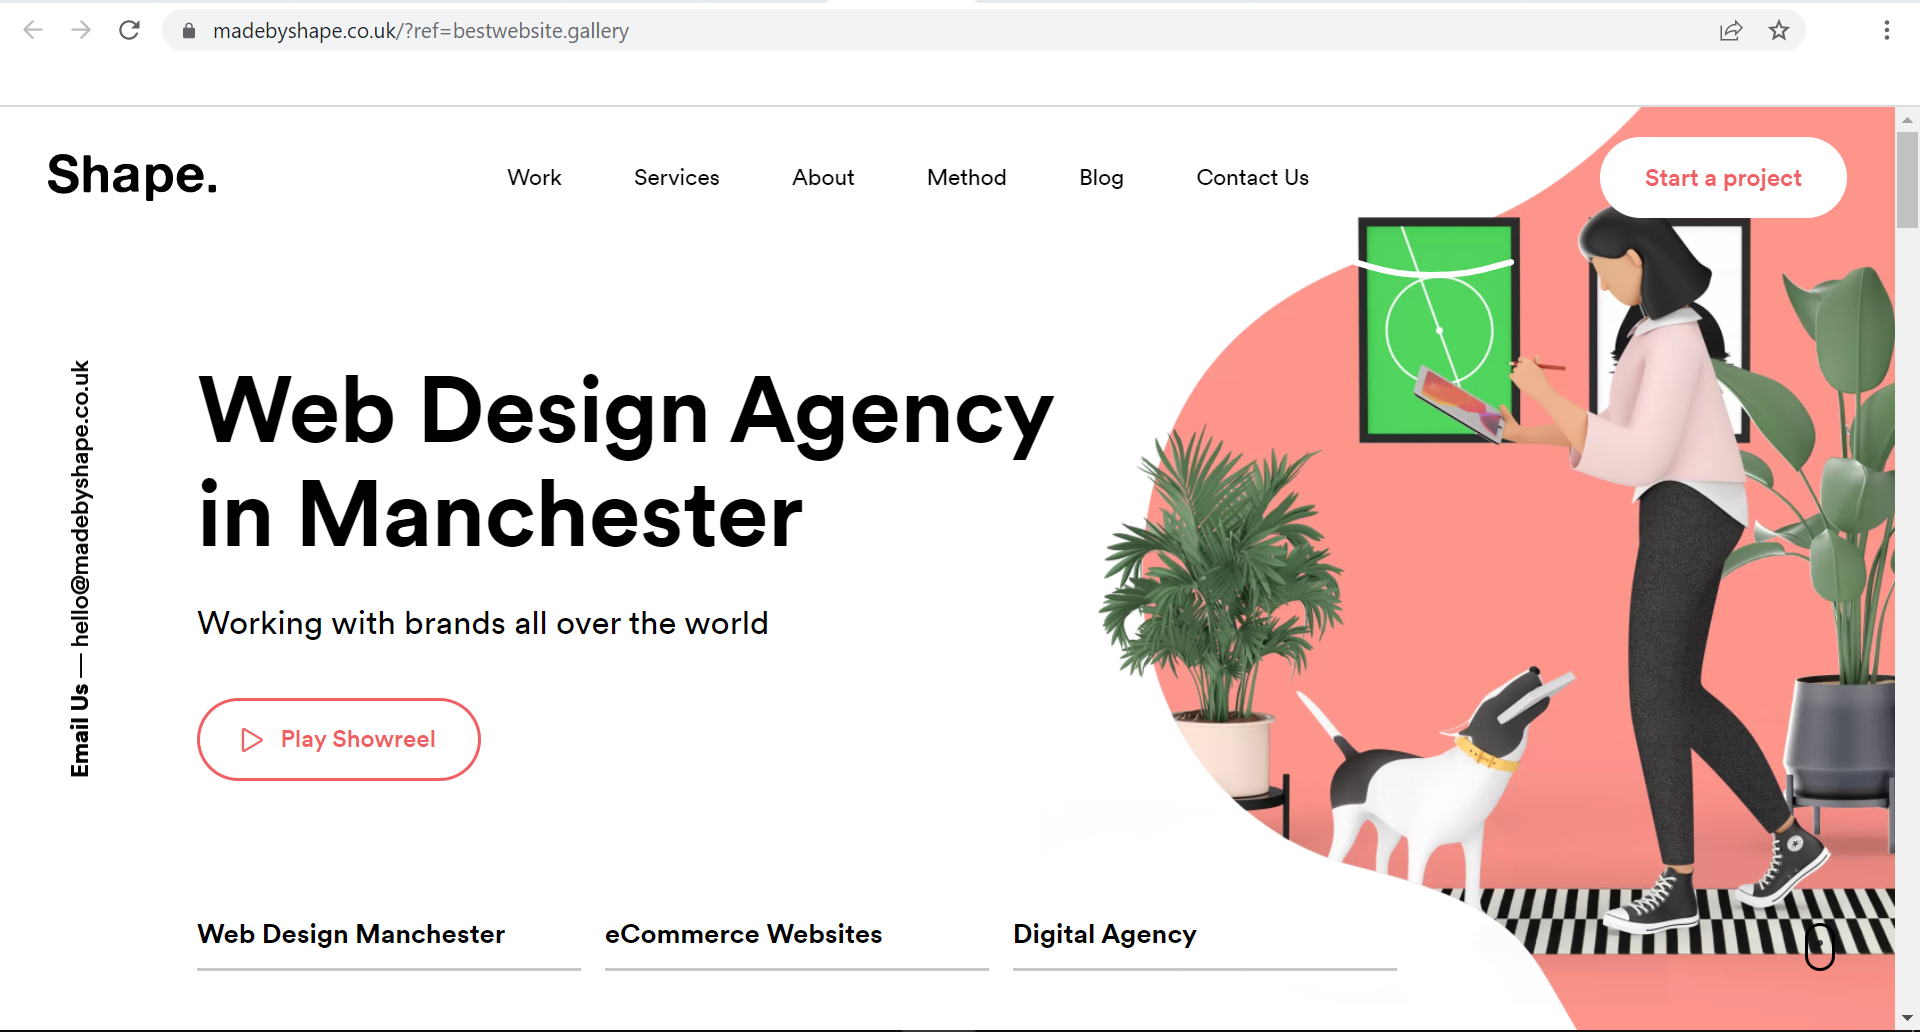 madebyshape.co.uk/?ref=bestwebsite.gallery
Shape.
Work
Services
About
Method
Blog
Contact Us
Start a project
Email Us — hello@madebyshape.co.uk
Web Design Agency
in Manchester
Working with brands all over the world
Play Showreel
Web Design Manchester
eCommerce Websites
Digital Agency